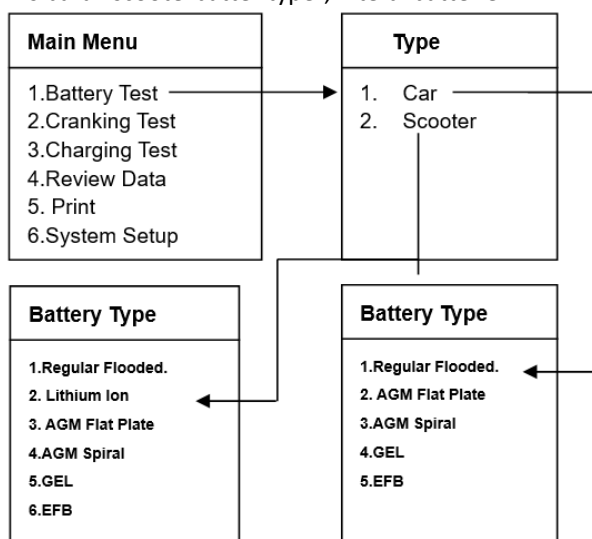 Main Menu
1.Battery Test
2.Cranking Test
3.Charging Test
4.Review Data
5. Print
6.System Setup
Type
1. Car
2. Scooter
Battery Type
1.Regular Flooded.
2. Lithium Ion
3. AGM Flat Plate
4.AGM Spiral
5.GEL
6.EFB
Battery Type
1.Regular Flooded.
2. AGM Flat Plate
3.AGM Spiral
4.GEL
5.EFB